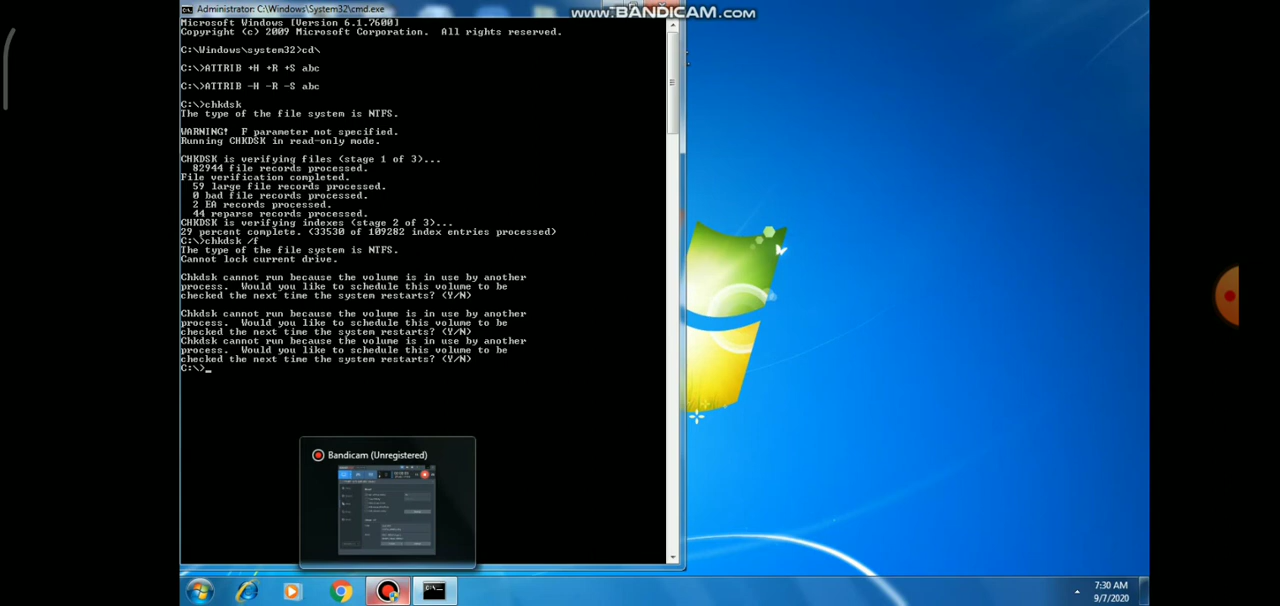 Administrator: C:\Windows\System32\cmd.exe
www.BANDICAM.com
Microsoft Windows [Version 6.1.7600]
Copyright (c) 2009 Microsoft Corporation.  All rights reserved.
C:\Windows\system32>cd\
C:\>ATTRIB +H +R +S abc
C:\>ATTRIB -H -R -S abc
C:\>chkdsk
The type of the file system is NTFS.
WARNING!  F parameter not specified.
Running CHKDSK in read-only mode.
CHKDSK is verifying files (stage 1 of 3)...
82944 file records processed.
File verification completed.
59 large file records processed.
0 bad file records processed.
2 EA records processed.
44 reparse records processed.
CHKDSK is verifying indexes (stage 2 of 3)...
29 percent complete. (33530 of 109282 index entries processed)
C:\>chkdsk /f
The type of the file system is NTFS.
Cannot lock current drive.
Chkdsk cannot run because the volume is in use by another
process.  Would you like to schedule this volume to be
checked the next time the system restarts? (Y/N)
Chkdsk cannot run because the volume is in use by another
process.  Would you like to schedule this volume to be
checked the next time the system restarts? (Y/N)
Chkdsk cannot run because the volume is in use by another
process.  Would you like to schedule this volume to be
checked the next time the system restarts? (Y/N)
C:\>_
Bandicam (Unregistered)
7:30 AM
9/7/2020